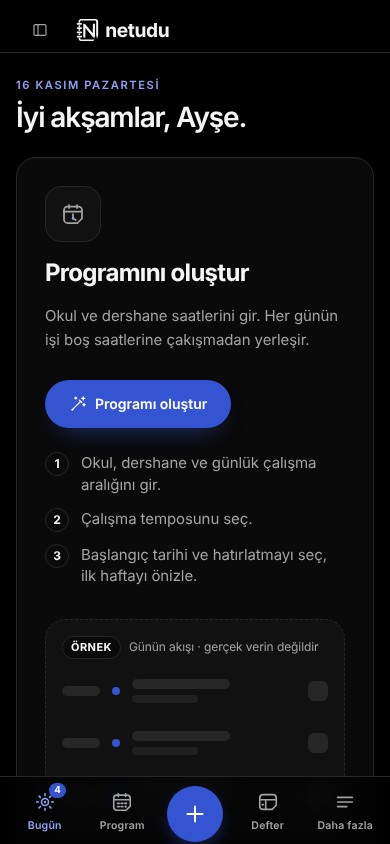 netudu
16 KASIM PAZARTESİ
İyi akşamlar, Ayşe.
Programını oluştur
Okul ve dershane saatlerini gir. Her günün
işi boş saatlerine çakışmadan yerleşir.
Programı oluştur
1 Okul, dershane ve günlük çalışma
aralığını gir.
2 Çalışma temposunu seç.
3 Başlangıç tarihi ve hatırlatmayı seç,
ilk haftayı önizle.
ÖRNEK Günün akışı · gerçek verin değildir
4
Bugün Program Defter Daha fazla